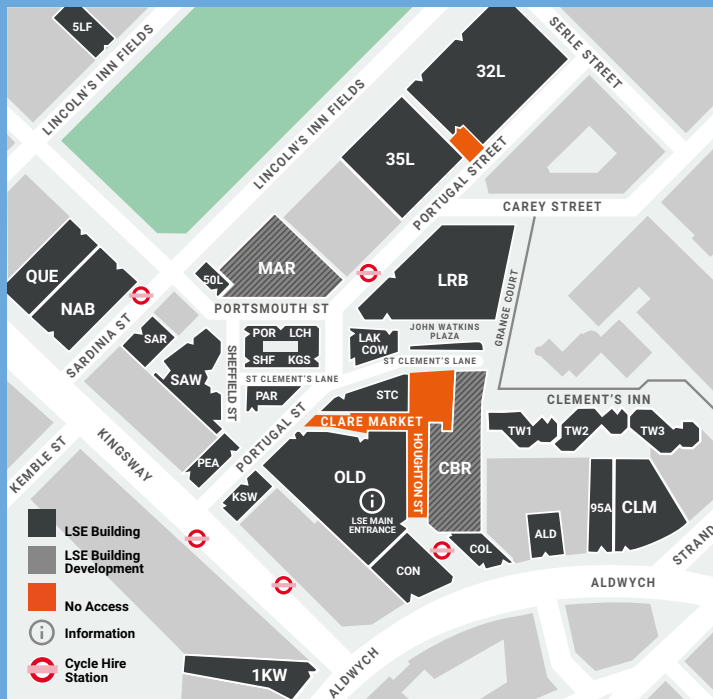 5LF
LINCOLN'S INN FIELDS
LINCOLN'S INN FIELDS
32L
SERLE STREET
35L
PORTUGAL STREET
CAREY STREET
QUE
NAB
50L
MAR
LRB
GRANGE COURT
SARDINIA ST
PORTSMOUTH ST
SAR
SAW
SHEFFIELD ST
POR LCH
SHF KGS
LAK
COW
JOHN WATKINS
PLAZA
ST CLEMENT'S LANE
ST CLEMENT'S LANE
PAR
STC
CLEMENT'S INN
CLARE MARKET
HOUGHTON ST
TW1
TW2
TW3
KEMBLE ST
KINGSWAY
PEA
PORTUGAL ST
KSW
OLD
LSE MAIN
ENTRANCE
CBR
95A
CLM
ALD
COL
CON
STRAND
ALDWYCH
ALDWYCH
1KW
LSE Building
LSE Building
Development
No Access
Information
Cycle Hire
Station